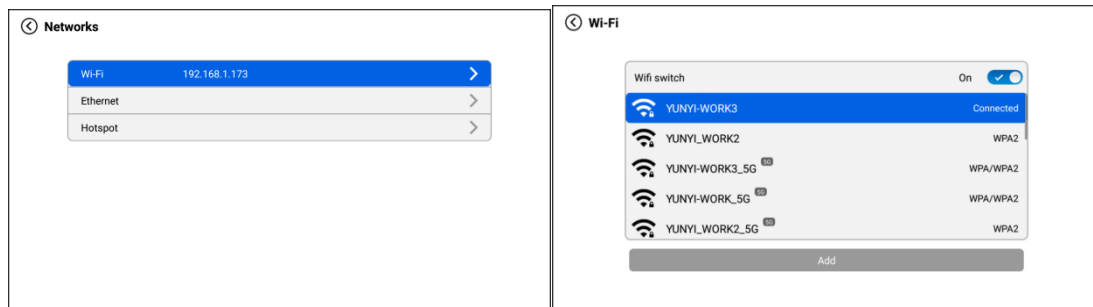 Networks
Wi-Fi 192.168.1.173
Ethernet
Hotspot
Wi-Fi
Wifi switch On
YUNYI-WORK3 Connected
YUNYI_WORK2 WPA2
YUNYI-WORK3_5G 5G WPA/WPA2
YUNYI-WORK_5G 5G WPA/WPA2
YUNYI_WORK2_5G 5G WPA2
Add